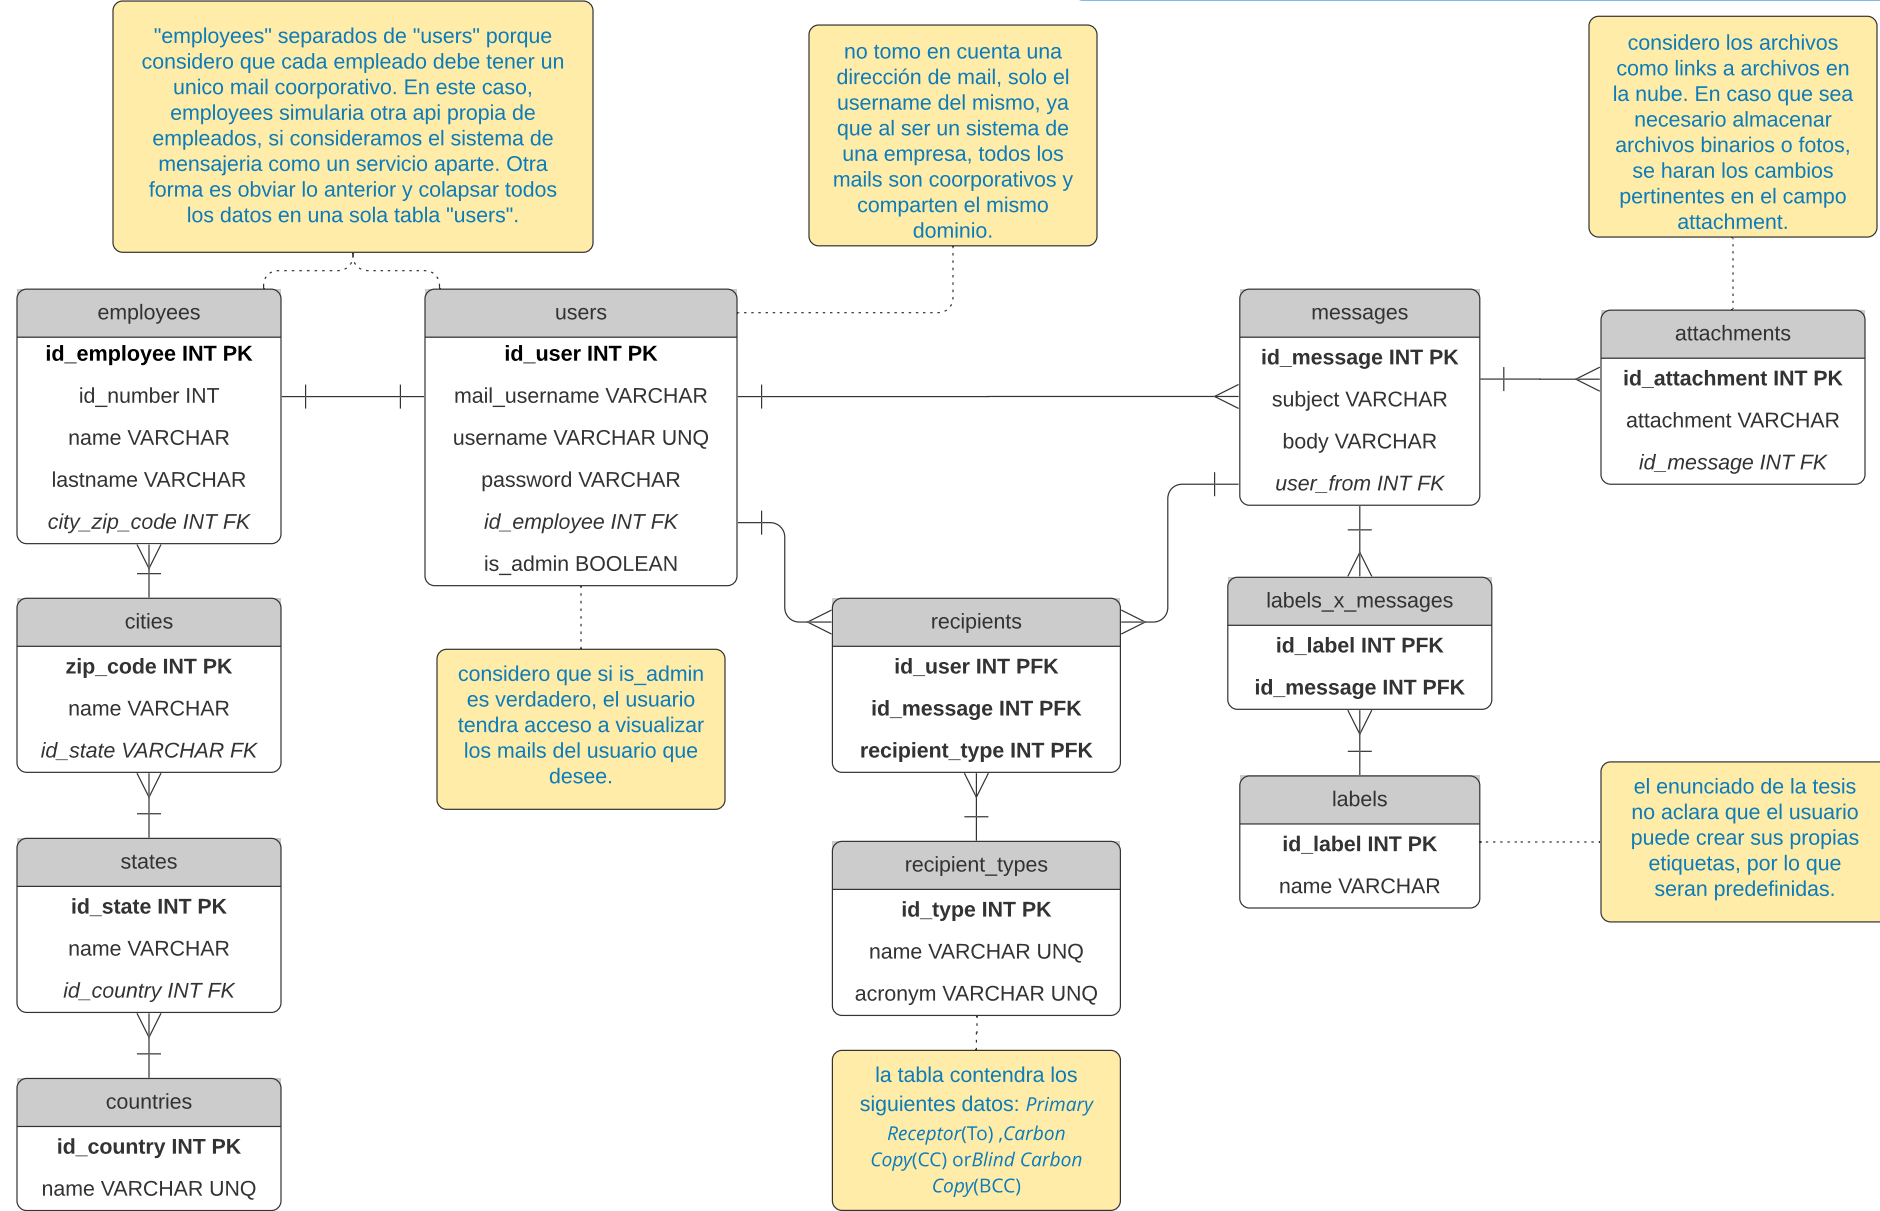 "employees" separados de "users" porque
considero que cada empleado debe tener un
unico mail coorporativo. En este caso,
employees simularia otra api propia de
empleados, si consideramos el sistema de
mensajeria como un servicio aparte. Otra
forma es obviar lo anterior y colapsar todos
los datos en una sola tabla "users".
no tomo en cuenta una
dirección de mail, solo el
username del mismo, ya
que al ser un sistema de
una empresa, todos los
mails son coorporativos y
comparten el mismo
dominio.
considero los archivos
como links a archivos en
la nube. En caso que sea
necesario almacenar
archivos binarios o fotos,
se haran los cambios
pertinentes en el campo
attachment.
employees
id_employee INT PK
id_number INT
name VARCHAR
lastname VARCHAR
city_zip_code INT FK
users
id_user INT PK
mail_username VARCHAR
username VARCHAR UNQ
password VARCHAR
id_employee INT FK
is_admin BOOLEAN
messages
id_message INT PK
subject VARCHAR
body VARCHAR
user_from INT FK
attachments
id_attachment INT PK
attachment VARCHAR
id_message INT FK
cities
zip_code INT PK
name VARCHAR
id_state VARCHAR FK
considero que si is_admin
es verdadero, el usuario
tendra acceso a visualizar
los mails del usuario que
desee.
recipients
id_user INT PFK
id_message INT PFK
recipient_type INT PFK
labels_x_messages
id_label INT PFK
id_message INT PFK
labels
id_label INT PK
name VARCHAR
el enunciado de la tesis
no aclara que el usuario
puede crear sus propias
etiquetas, por lo que
seran predefinidas.
states
id_state INT PK
name VARCHAR
id_country INT FK
recipient_types
id_type INT PK
name VARCHAR UNQ
acronym VARCHAR UNQ
countries
id_country INT PK
name VARCHAR UNQ
la tabla contendra los
siguientes datos: Primary
Receptor(To) ,Carbon
Copy(CC) orBlind Carbon
Copy(BCC)